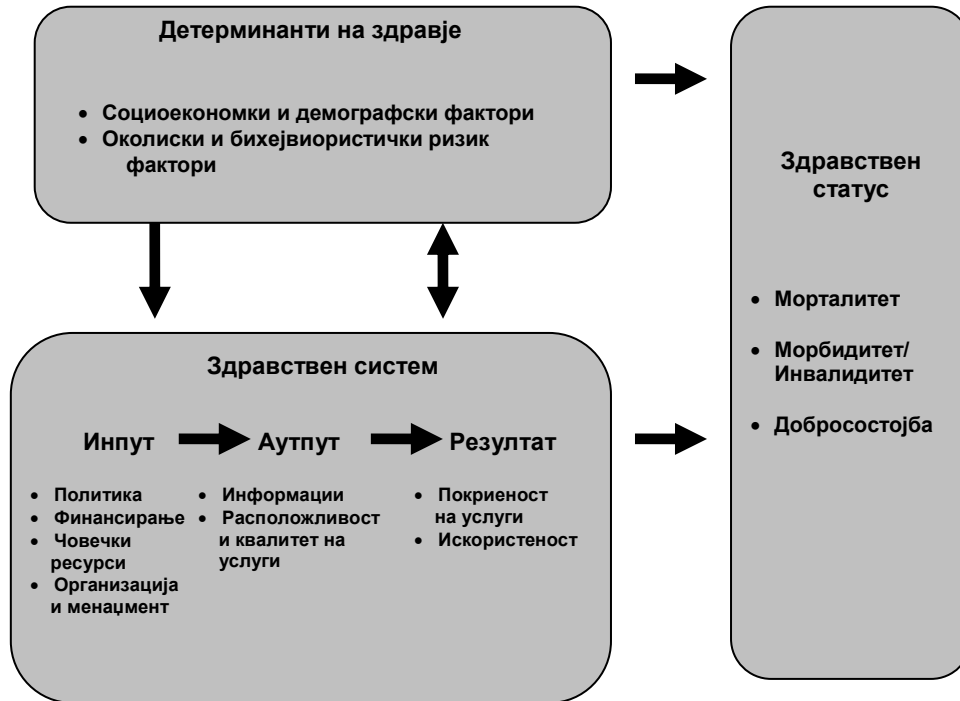 Детерминанти на здравје
• Социоекономки и демографски фактори
• Околиски и бихејвиористички ризик
фактори
Здравствен
статус
• Морталитет
• Морбидитет/
Инвалидитет
• Добросостојба
Здравствен систем
Инпут
Аутпут
Резултат
• Политика
• Финансирање
• Човечки
ресурси
• Организација
и менаџмент
• Информации
• Расположливост
и квалитет на
услуги
• Покриеност
на услуги
• Искористеност